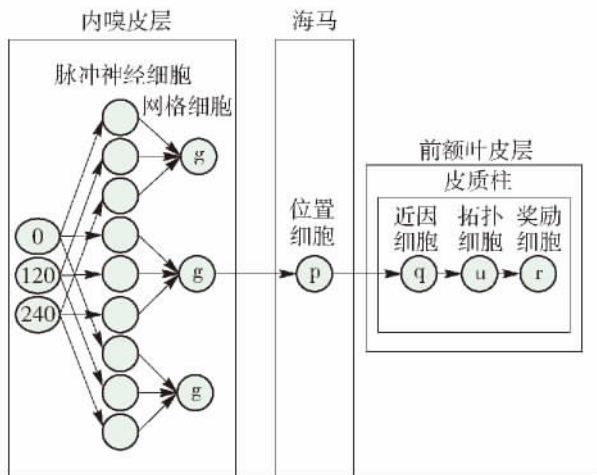 内嗅皮层
海马
脉冲神经细胞
网格细胞
g
0
120
240
g
g
位置
细胞
p
前额叶皮层
皮质柱
近因
细胞
拓扑
细胞
奖励
细胞
q
u
r